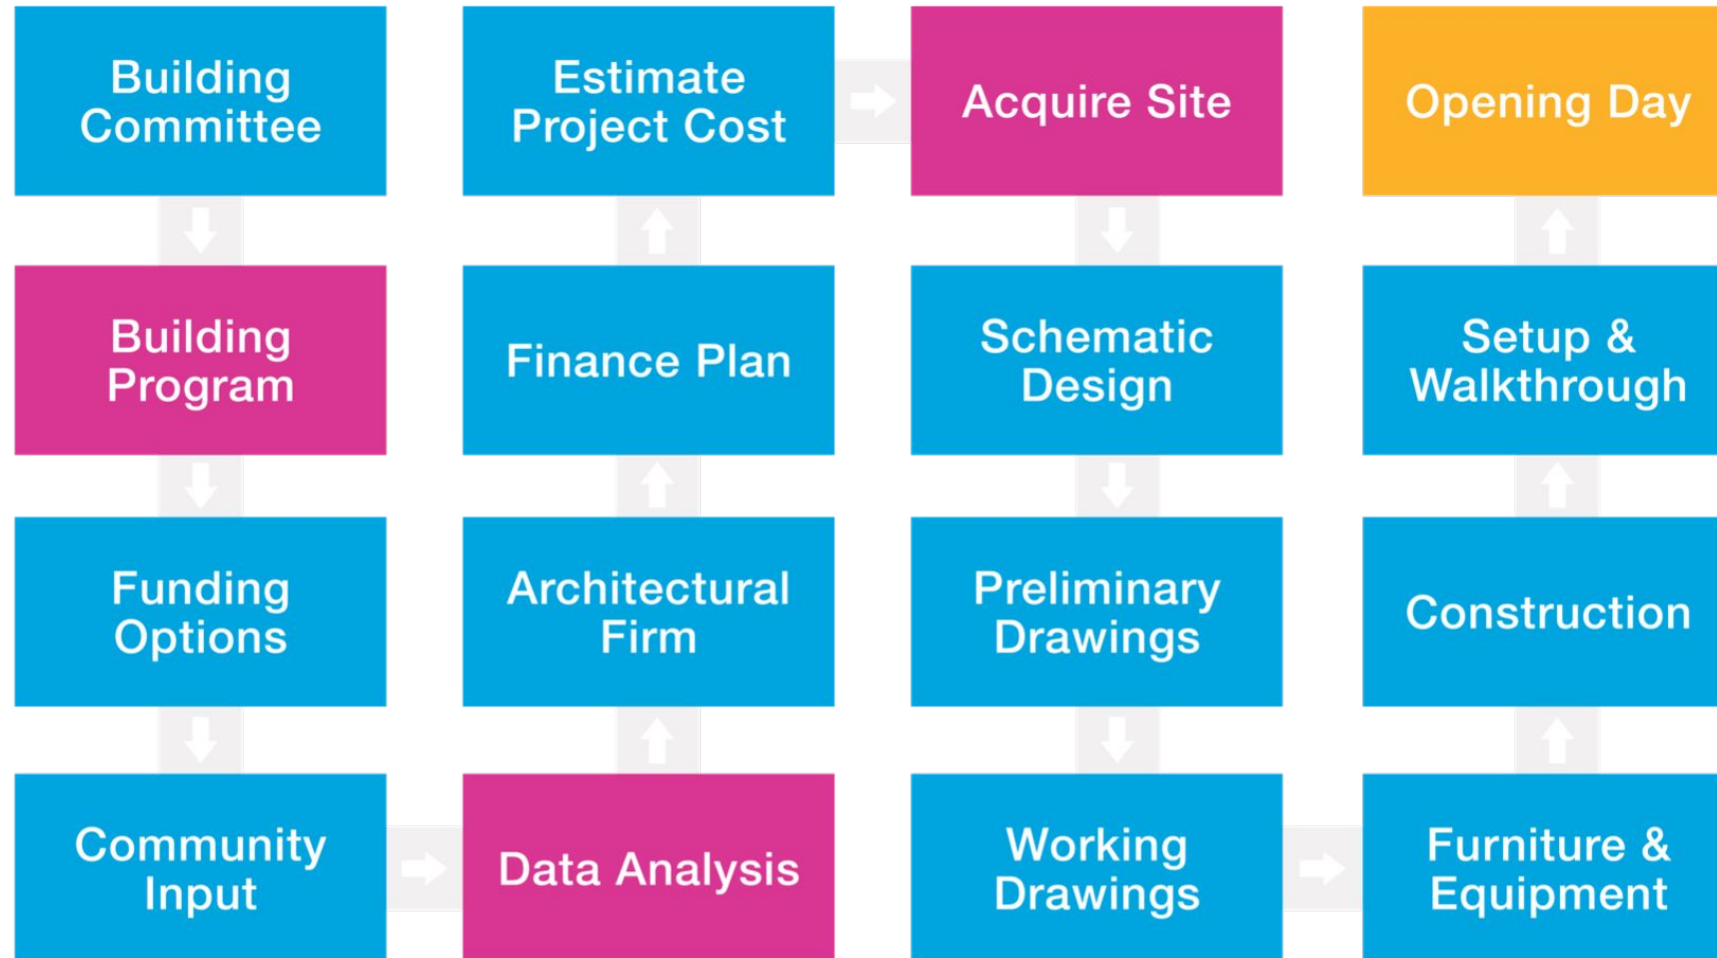 Building
Committee
Building
Program
Funding
Options
Community
Input
Data Analysis
Architectural
Firm
Finance Plan
Estimate
Project Cost
Acquire Site
Schematic
Design
Preliminary
Drawings
Working
Drawings
Furniture &
Equipment
Construction
Setup &
Walkthrough
Opening Day